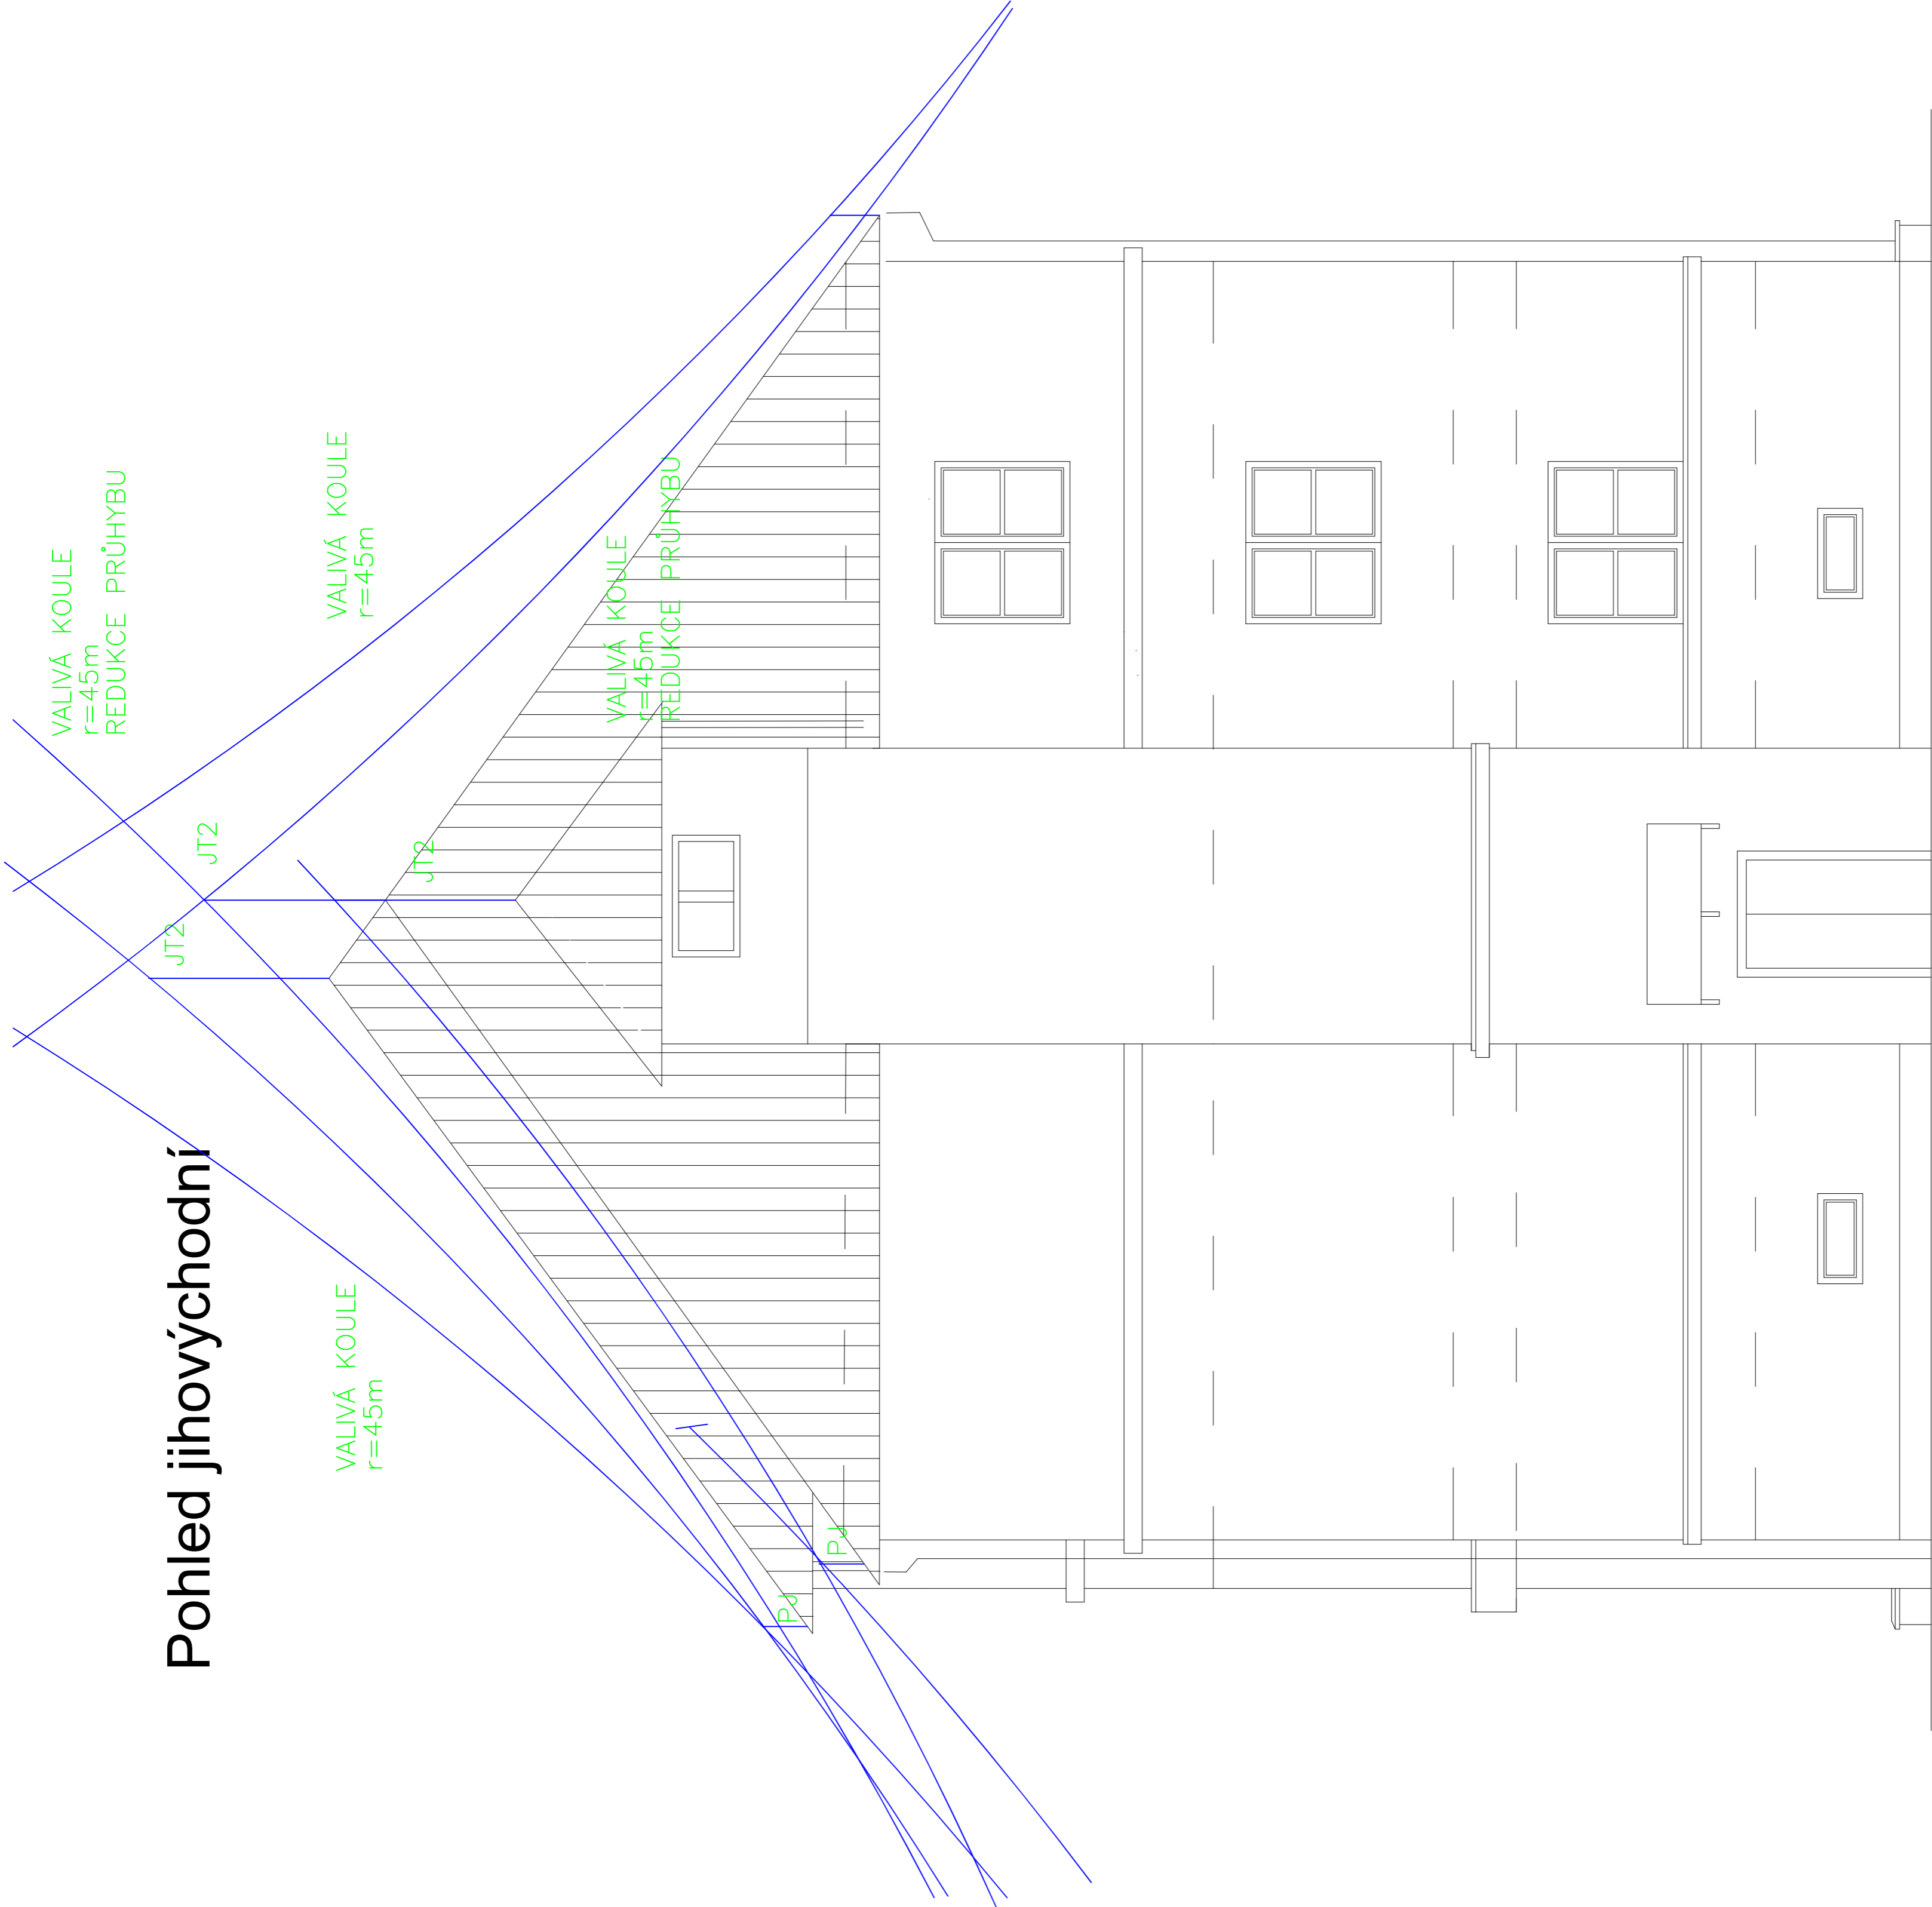 VALIVÁ KOULE
r=45m
REDUKCE PRŮHYBU
JT2
JT2
Pohled jihovýchodní
VALIVÁ KOULE
r=45m
VALIVÁ KOULE
r=45m
JT2
VALIVÁ KOULE
r=45m
REDUKCE PRŮHYBU
PJ
PJ